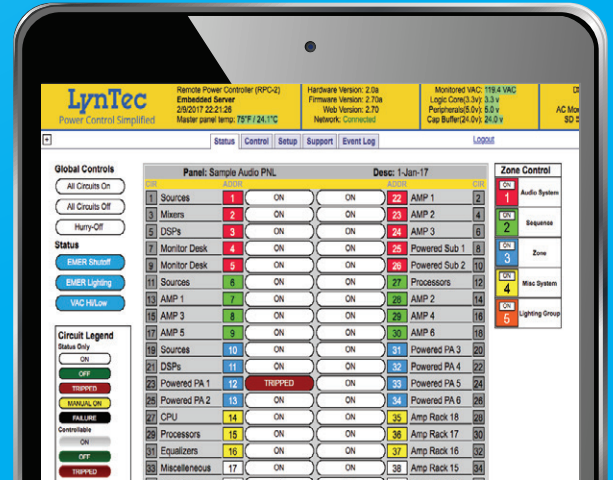 LynTec
Power Control Simplified
Remote Power Controller (RPC-2)
Embedded Server
2/9/2017 22:21:26
Master panel temp: 75°F / 24.1°C
Hardware Version: 2.0a
Firmware Version: 2.70a
Web Version: 2.70
Network: Connected
Monitored VAC: 119.4 VAC
Logic Core(3.3v): 3.3 v
Peripherals(5.0v): 5.0 v
Cap Buffer(24.0v): 24.0 v
AC
SD
+
Status Control Setup Support Event Log
Logout
Global Controls
All Circuits On
All Circuits Off
Hurry-Off
Status
EMER Shutoff
EMER Lighting
VAC Hi/Low
Circuit Legend
Status Only
ON
OFF
TRIPPED
MANUAL ON
FAILURE
Controllable
ON
OFF
TRIPPED
Panel: Sample Audio PNL Desc: 1-Jan-17
CIR ADDR ADDR CIR
1 Sources 1 ON ON 22 AMP 1 2
3 Mixers 2 ON ON 23 AMP 2 4
5 DSPs 3 ON ON 24 AMP 3 6
7 Monitor Desk 4 ON ON 25 Powered Sub 1 8
9 Monitor Desk 5 ON ON 26 Powered Sub 2 10
11 Sources 6 ON ON 27 Processors 12
13 AMP 1 7 ON ON 28 AMP 2 14
15 AMP 3 8 ON ON 29 AMP 4 16
17 AMP 5 9 ON ON 30 AMP 6 18
19 Sources 10 ON ON 31 Powered PA 3 20
21 DSPs 11 ON ON 32 Powered PA 4 22
23 Powered PA 1 12 TRIPPED ON 33 Powered PA 5 24
25 Powered PA 2 13 ON ON 34 Powered PA 6 26
27 CPU 14 ON ON 35 Amp Rack 18 28
29 Processors 15 ON ON 36 Amp Rack 17 30
31 Equalizers 16 ON ON 37 Amp Rack 16 32
33 Miscellaneous 17 ON ON 38 Amp Rack 15 34
Zone Control
ON
1 Audio System
ON
2 Sequence
ON
3 Zone
ON
4 Misc System
ON
5 Lighting Group